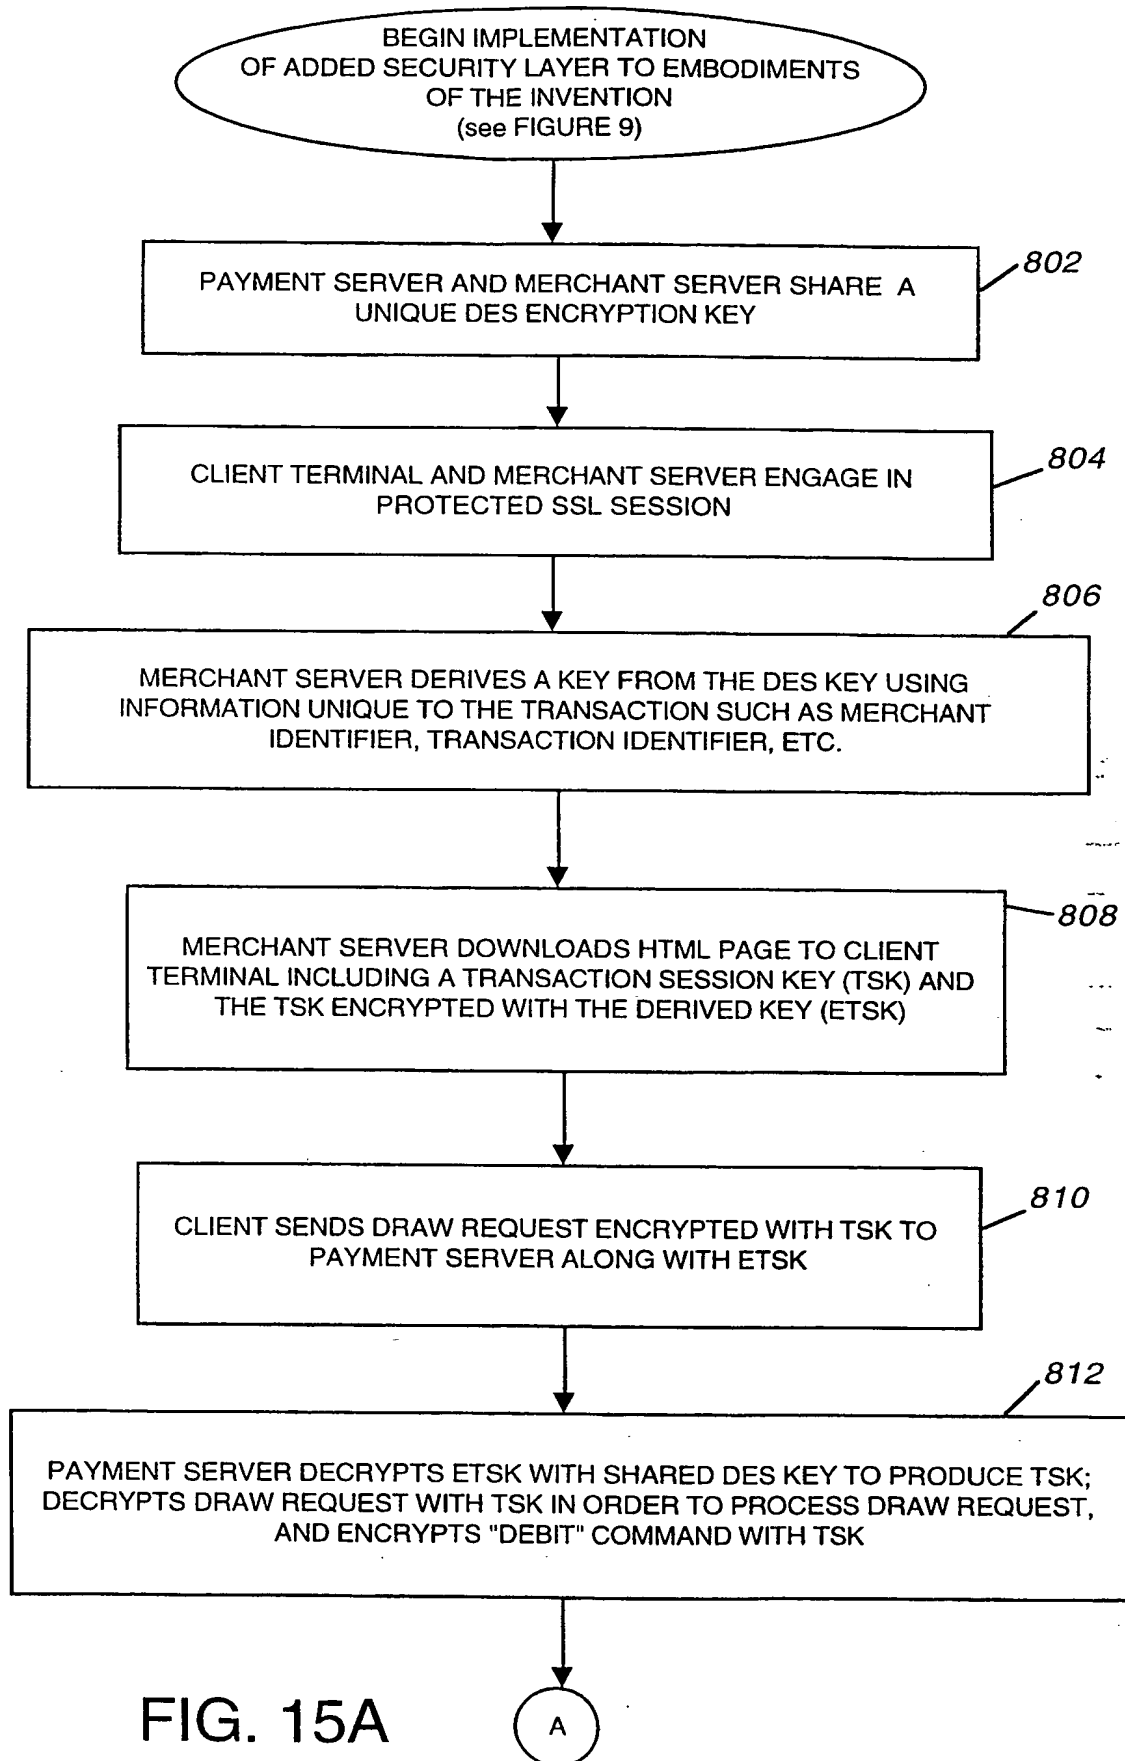 BEGIN IMPLEMENTATION
OF ADDED SECURITY LAYER TO EMBODIMENTS
OF THE INVENTION
(see FIGURE 9)
802
PAYMENT SERVER AND MERCHANT SERVER SHARE A
UNIQUE DES ENCRYPTION KEY
804
CLIENT TERMINAL AND MERCHANT SERVER ENGAGE IN
PROTECTED SSL SESSION
806
MERCHANT SERVER DERIVES A KEY FROM THE DES KEY USING
INFORMATION UNIQUE TO THE TRANSACTION SUCH AS MERCHANT
IDENTIFIER, TRANSACTION IDENTIFIER, ETC.
808
MERCHANT SERVER DOWNLOADS HTML PAGE TO CLIENT
TERMINAL INCLUDING A TRANSACTION SESSION KEY (TSK) AND
THE TSK ENCRYPTED WITH THE DERIVED KEY (ETSK)
810
CLIENT SENDS DRAW REQUEST ENCRYPTED WITH TSK TO
PAYMENT SERVER ALONG WITH ETSK
812
PAYMENT SERVER DECRYPTS ETSK WITH SHARED DES KEY TO PRODUCE TSK;
DECRYPTS DRAW REQUEST WITH TSK IN ORDER TO PROCESS DRAW REQUEST,
AND ENCRYPTS "DEBIT" COMMAND WITH TSK
FIG. 15A
A